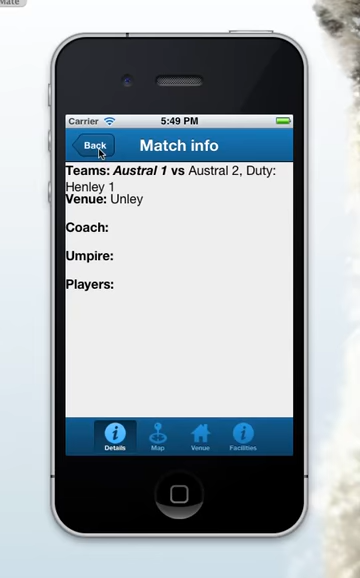 Mate
Carrier 5:49 PM
Back Match info
Teams: Austral 1 vs Austral 2, Duty:
Henley 1
Venue: Unley
Coach:
Umpire:
Players:
Details Map Venue Facilities